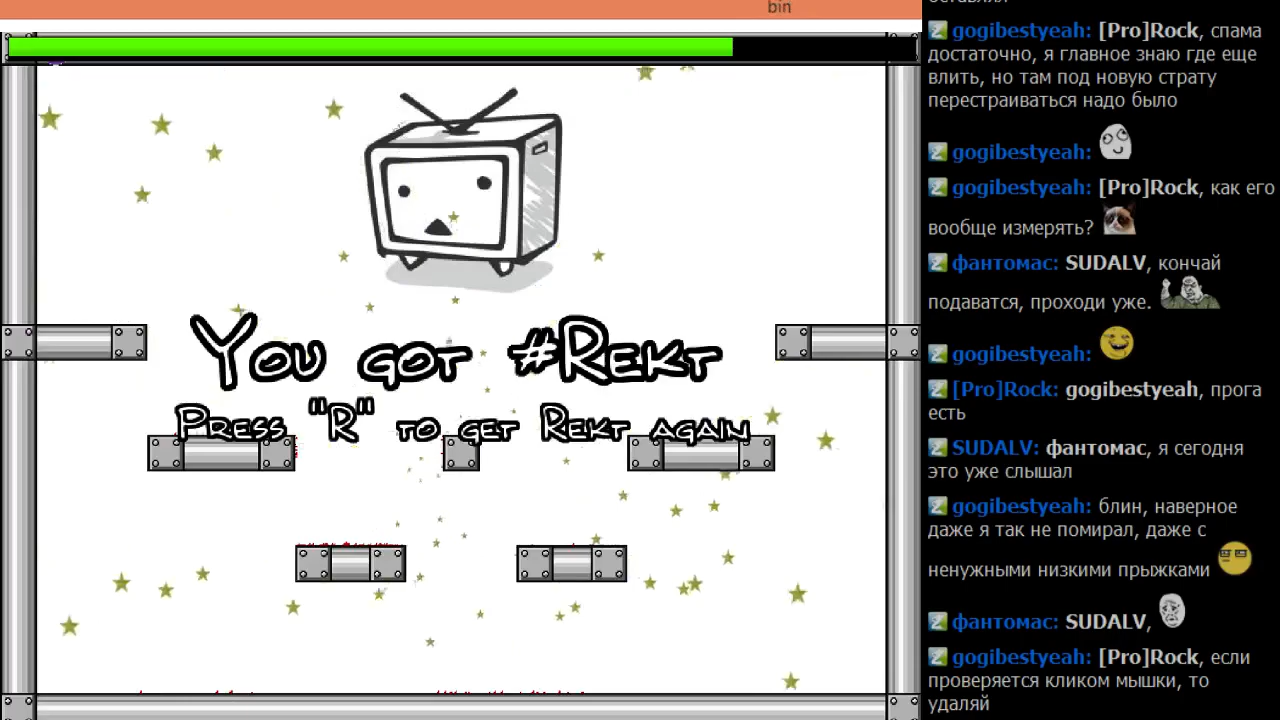 bin
You got #Rekt
Press "R" to get Rekt again
gogibestyeah: [Pro]Rock, спама
достаточно, я главное знаю где еще
влить, но там под новую страту
перестраиваться надо было
gogibestyeah:
gogibestyeah: [Pro]Rock, как его
вообще измерять?
фантомас: SUDALV, кончай
подаватся, проходи уже.
gogibestyeah:
[Pro]Rock: gogibestyeah, прога
есть
SUDALV: фантомас, я сегодня
это уже слышал
gogibestyeah: блин, наверное
даже я так не помирал, даже с
ненужными низкими прыжками
фантомас: SUDALV,
gogibestyeah: [Pro]Rock, если
проверяется кликом мышки, то
удаляй